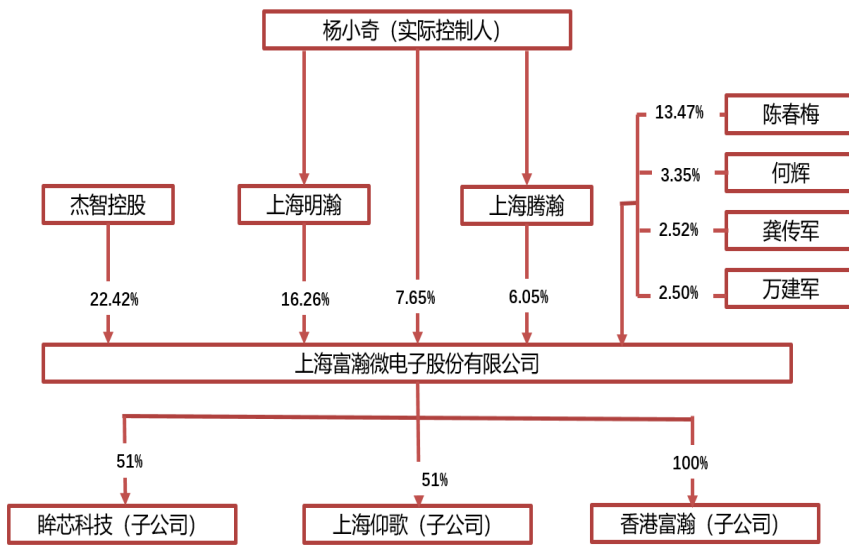 杨小奇（实际控制人）
13.47%
陈春梅
3.35%
何辉
杰智控股
上海明瀚
上海腾瀚
2.52%
龚传军
2.50%
万建军
22.42%
16.26%
7.65%
6.05%
上海富瀚微电子股份有限公司
51%
51%
100%
眸芯科技（子公司）
上海仰歌（子公司）
香港富瀚（子公司）